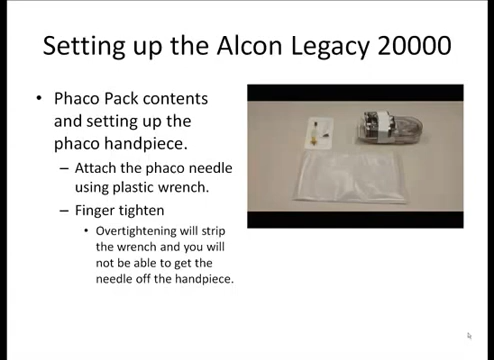 Setting up the Alcon Legacy 20000
• Phaco Pack contents
and setting up the
phaco handpiece.
– Attach the phaco needle
using plastic wrench.
– Finger tighten
• Overtightening will strip
the wrench and you will
not be able to get the
needle off the handpiece.